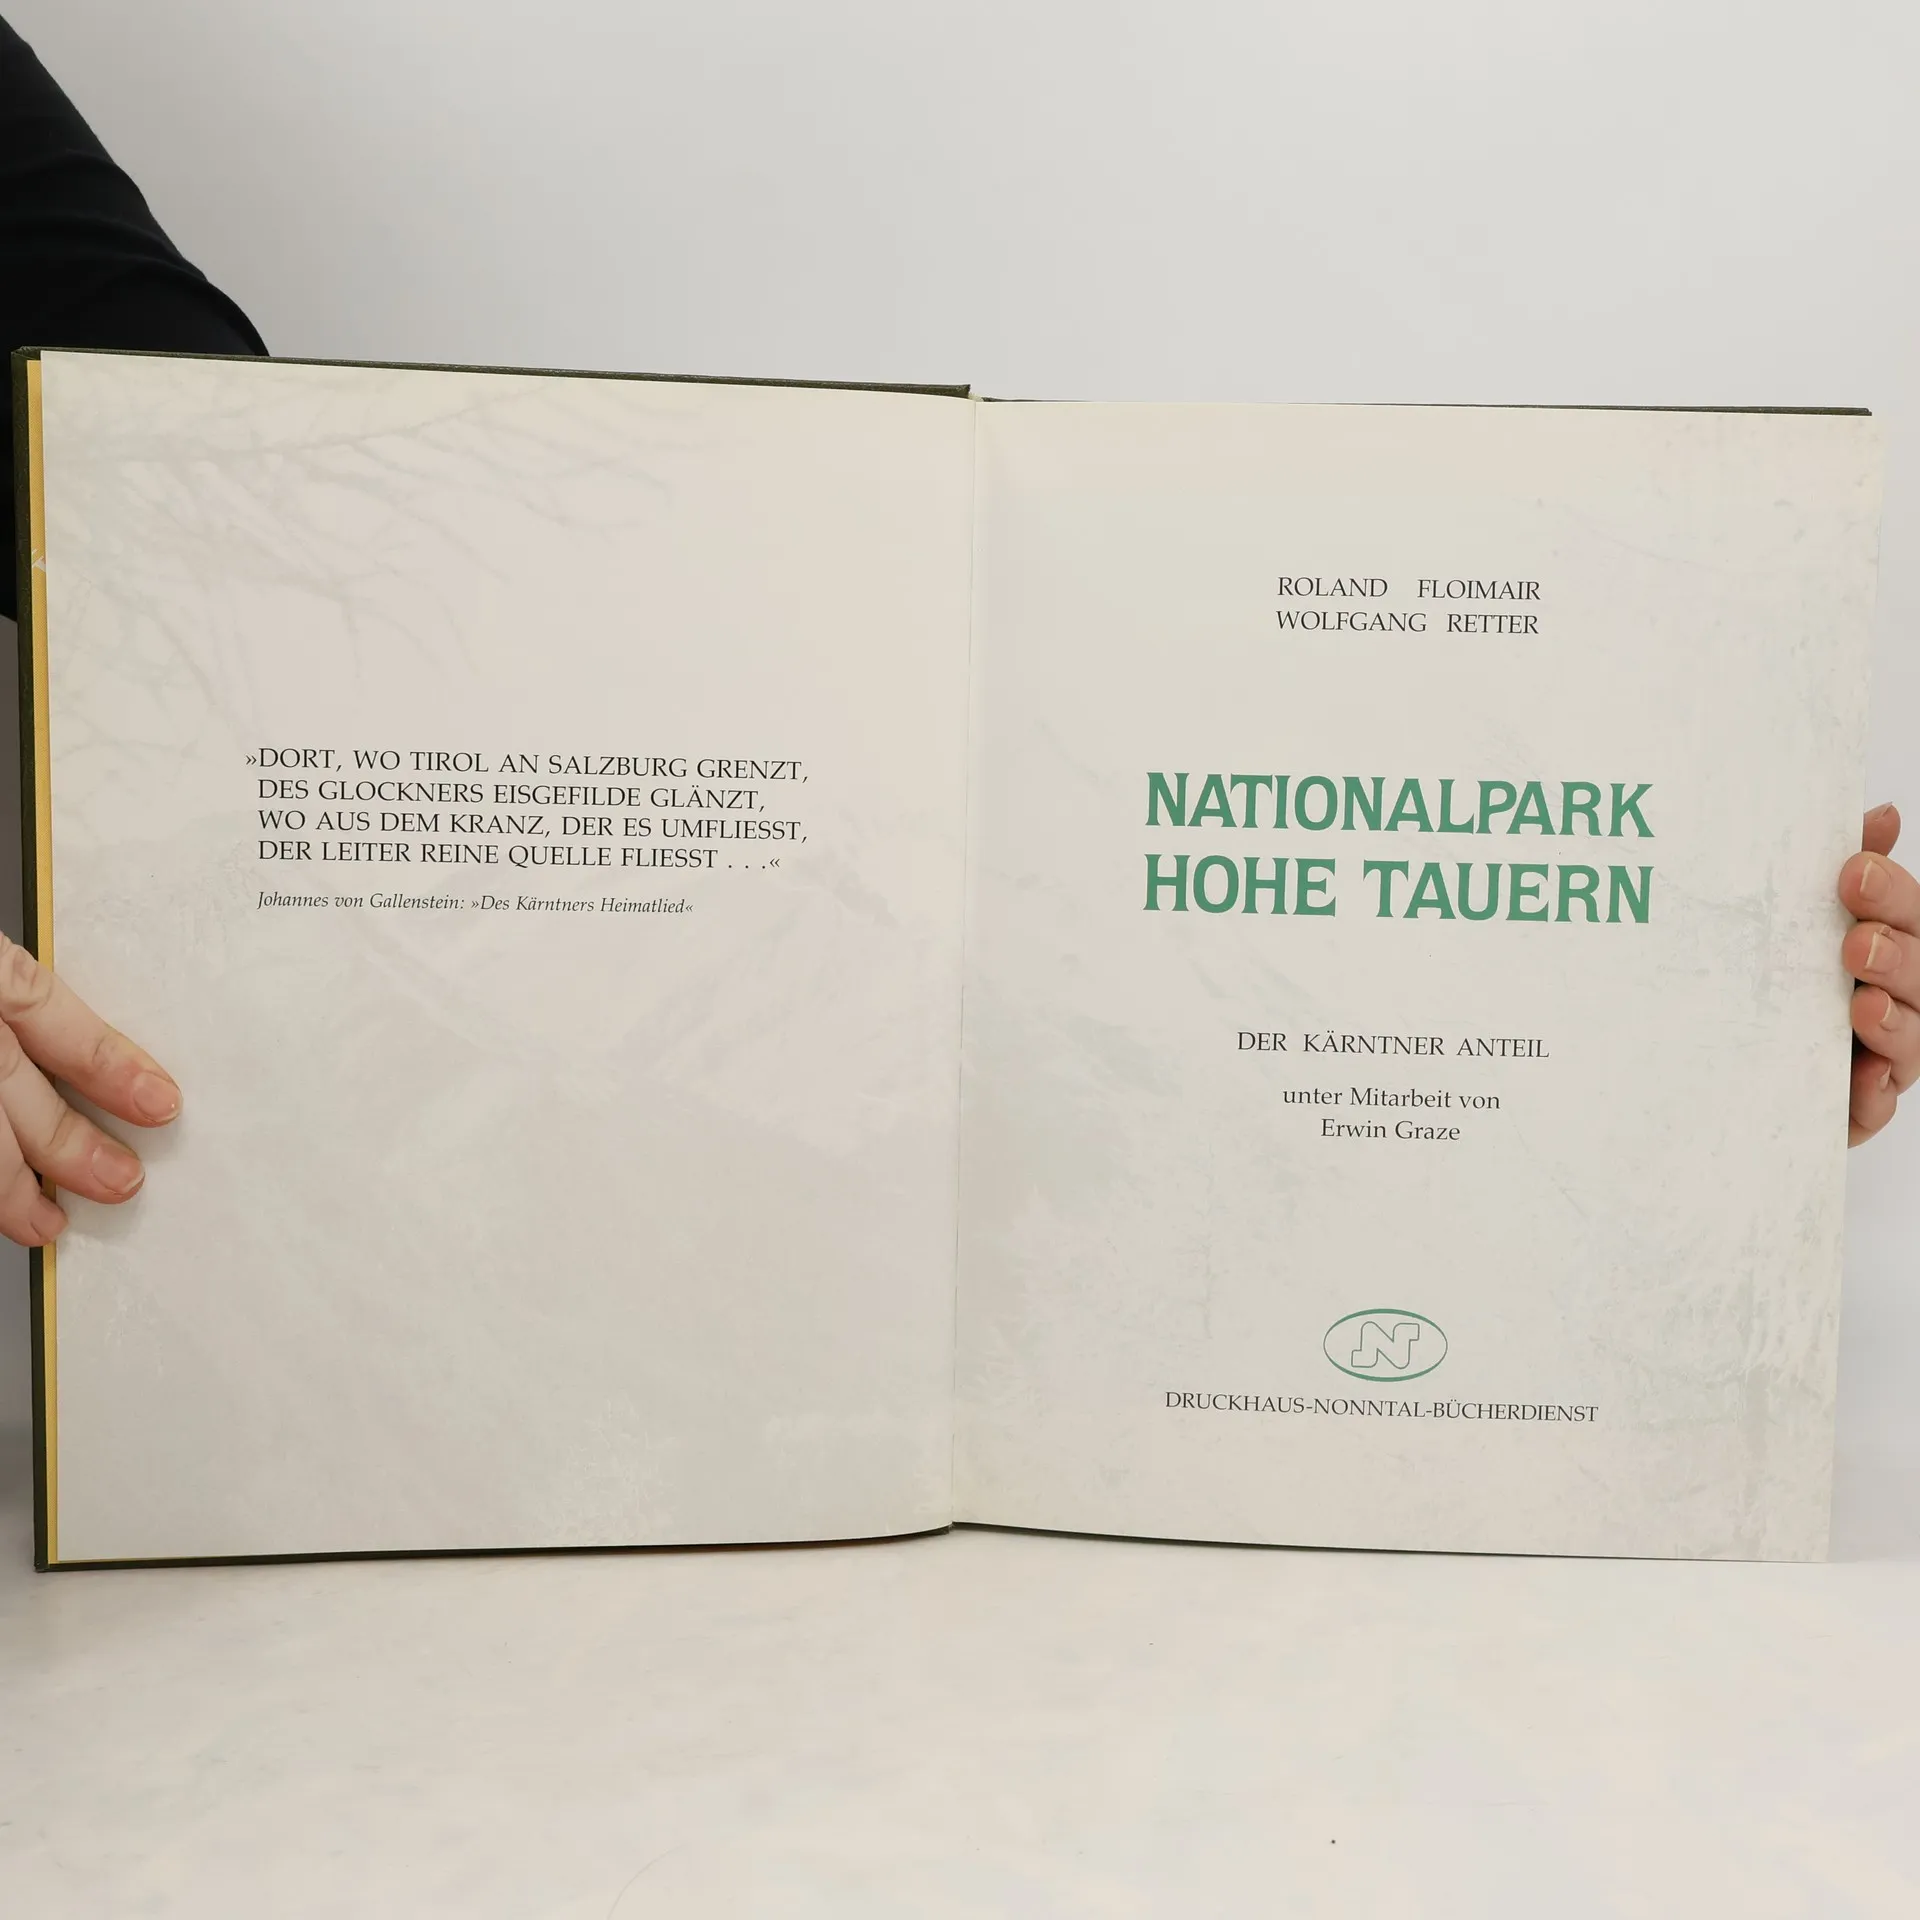 »DORT, WO TIROL AN SALZBURG GRENZT,
DES GLOCKNERS EISGEFILDE GLÄNZT,
WO AUS DEM KRANZ, DER ES UMFLIESST,
DER LEITER REINE QUELLE FLIESST . . .«
Johannes von Gallenstein: »Des Kärntners Heimatlied«
ROLAND FLOIMAIR
WOLFGANG RETTER
NATIONALPARK
HOHE TAUERN
DER KÄRNTNER ANTEIL
unter Mitarbeit von
Erwin Graze
N
DRUCKHAUS-NONNTAL-BÜCHERDIENST